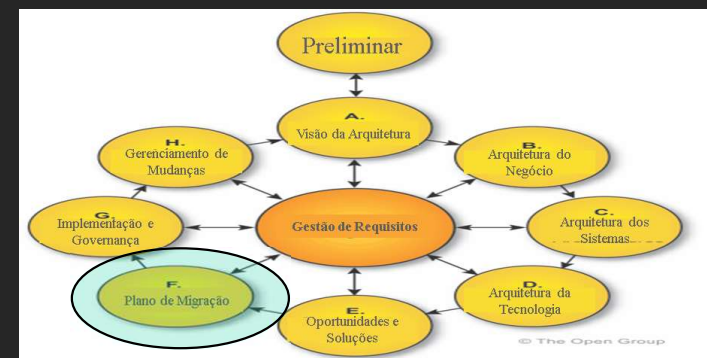 Preliminar
A.
Visão da Arquitetura
B.
Arquitetura do
Negócio
C.
Arquitetura dos
Sistemas
D.
Arquitetura da
Tecnologia
E.
Oportunidades e
Soluções
F.
Plano de Migração
G.
Implementação e
Governança
H.
Gerenciamento de
Mudanças
Gestão de Requisitos
© The Open Group